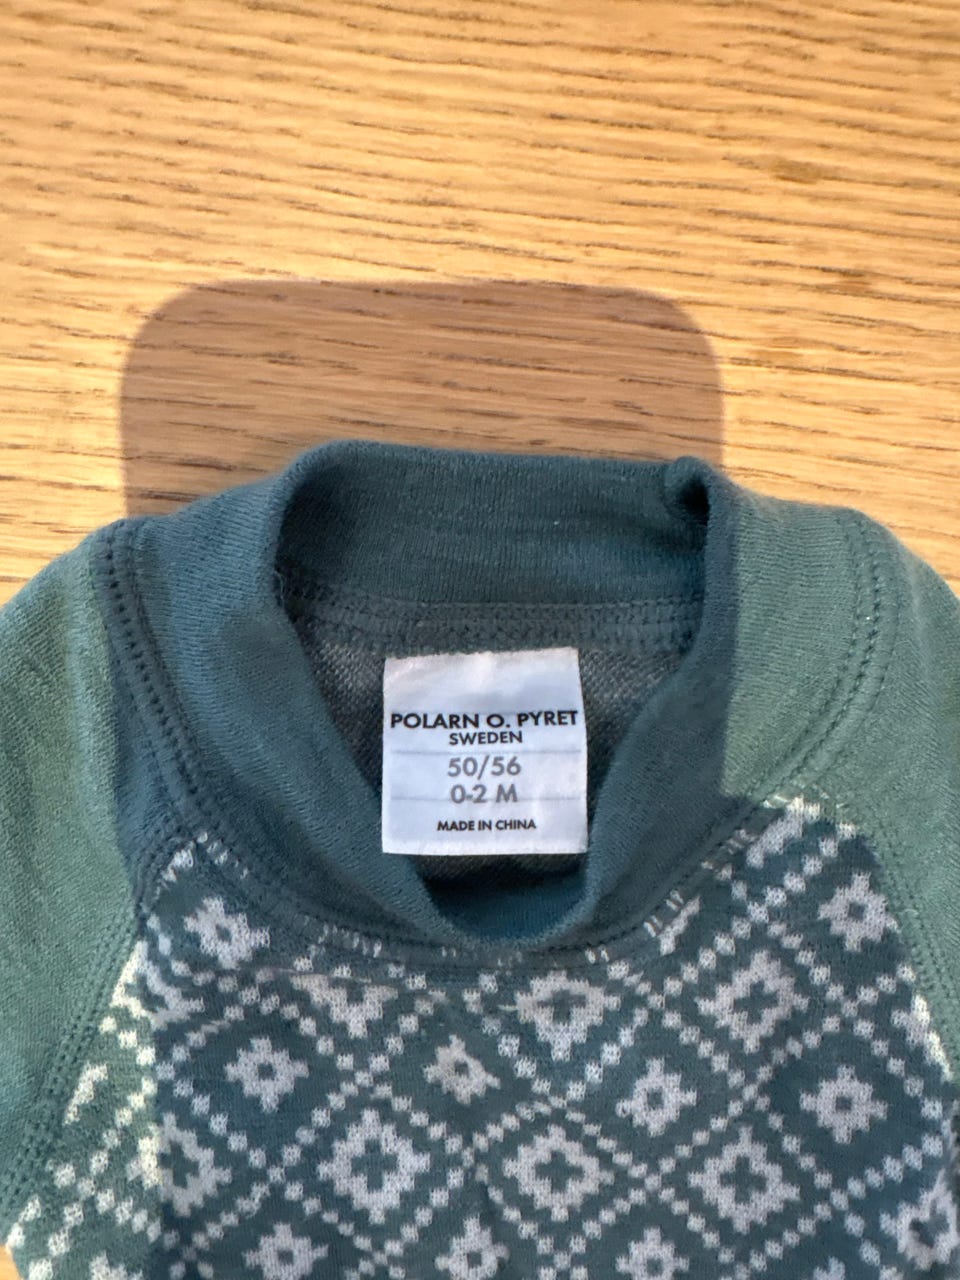 POLARN O. PYRET
SWEDEN
50/56
0-2 M
MADE IN CHINA